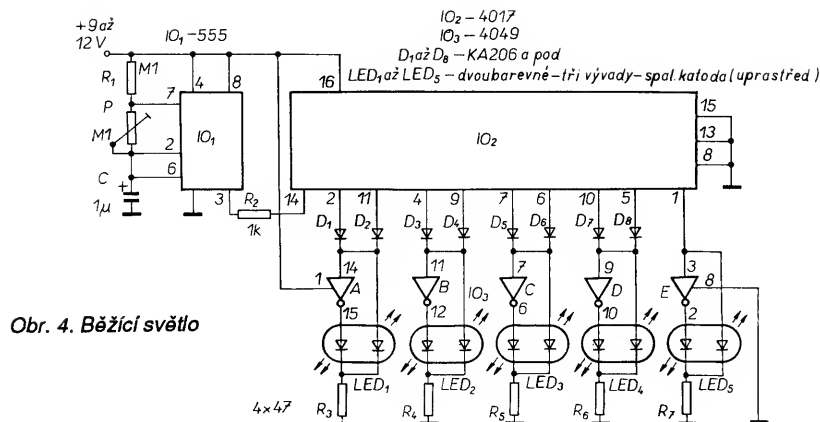 IO₂ – 4017
IO₃ – 4049
D₁ až D₈ – KA206 a pod
LED₁ až LED₅ – dvoubarevné – tři vývady – spal. katoda (uprastřed)
+9 až
12 V
IO₁ – 555
R₁
M1
P
M1
C
+
1µ
4
8
7
2
6
3
IO₁
R₂
1k
16
IO₂
15
13
8
14
2
11
4
9
7
6
10
5
1
D₁
D₂
D₃
D₄
D₅
D₆
D₇
D₈
1
14
A
15
11
B
12
IO₃
7
C
6
9
D
10
3
E
8
2
LED₁
LED₂
LED₃
LED₄
LED₅
4×47
R₃
R₄
R₅
R₆
R₇
Obr. 4. Běžící světlo